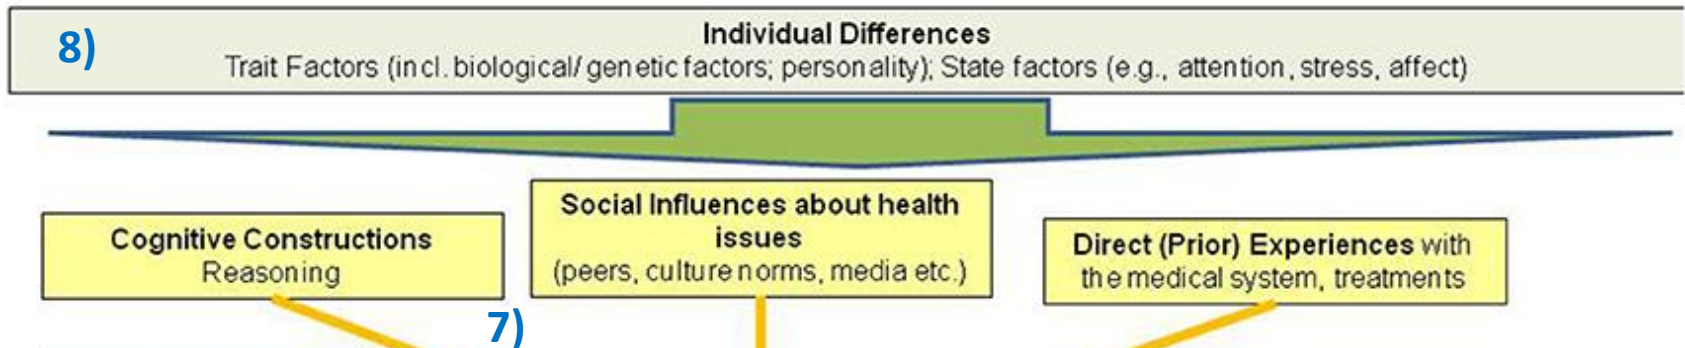 8)
Individual Differences
Trait Factors (incl. biological/ genetic factors; personality); State factors (e.g., attention, stress, affect)
Social Influences about health
issues
(peers, culture norms, media etc.)
Cognitive Constructions
Reasoning
Direct (Prior) Experiences with
the medical system, treatments
7)